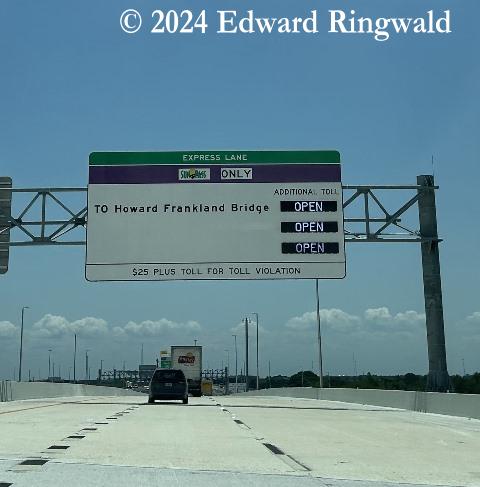 © 2024 Edward Ringwald
EXPRESS LANE
SUNPASS ONLY
ADDITIONAL TOLL
TO Howard Frankland Bridge OPEN
OPEN
OPEN
$25 PLUS TOLL FOR TOLL VIOLATION